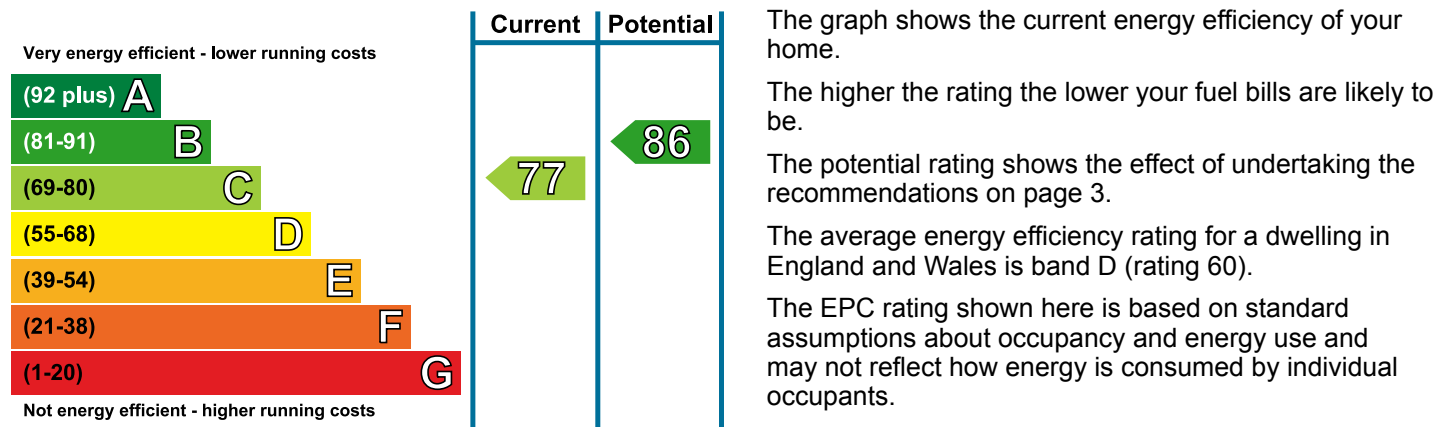 Current Potential
Very energy efficient - lower running costs
(92 plus) A
(81-91) B
(69-80) C
(55-68) D
(39-54) E
(21-38) F
(1-20) G
Not energy efficient - higher running costs
77
86
The graph shows the current energy efficiency of your
home.
The higher the rating the lower your fuel bills are likely to
be.
The potential rating shows the effect of undertaking the
recommendations on page 3.
The average energy efficiency rating for a dwelling in
England and Wales is band D (rating 60).
The EPC rating shown here is based on standard
assumptions about occupancy and energy use and
may not reflect how energy is consumed by individual
occupants.